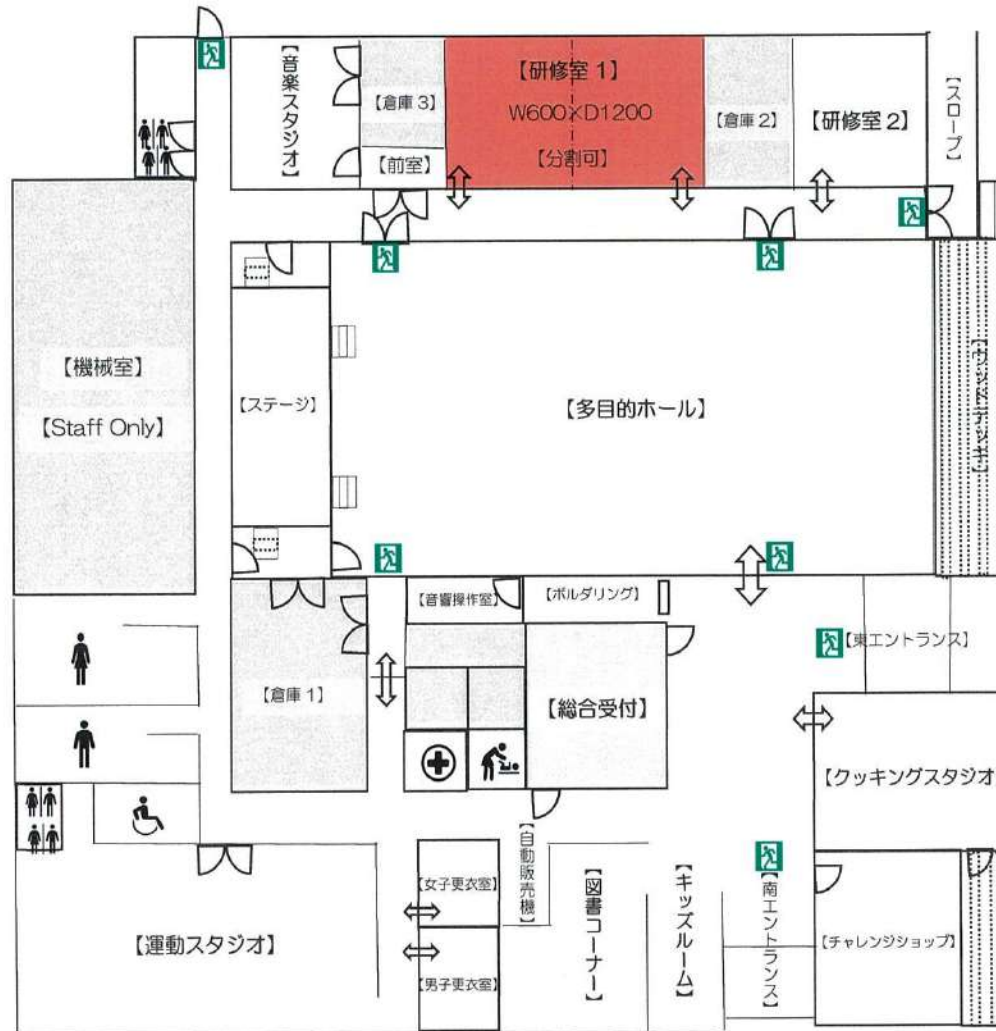 【音楽スタジオ】
【倉庫3】
【前室】
【研修室1】
W600×D1200
【分割可】
【倉庫2】
【研修室2】
【スロープ】
【機械室】
【Staff Only】
【ステージ】
【多目的ホール】
【ウッドデッキ】
【音響操作室】
【ボルダリング】
【東エントランス】
【倉庫1】
【総合受付】
【クッキングスタジオ
【自動販売機】
【女子更衣室】
【図書コーナー】
【キッズルーム】
【南エントランス】
【運動スタジオ】
【男子更衣室】
【チャレンジショップ】